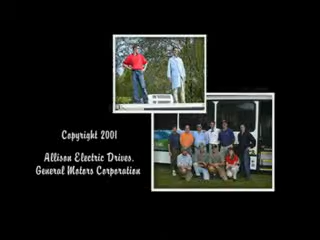 Copyright 2001
Allison Electric Drives.
General Motors Corporation